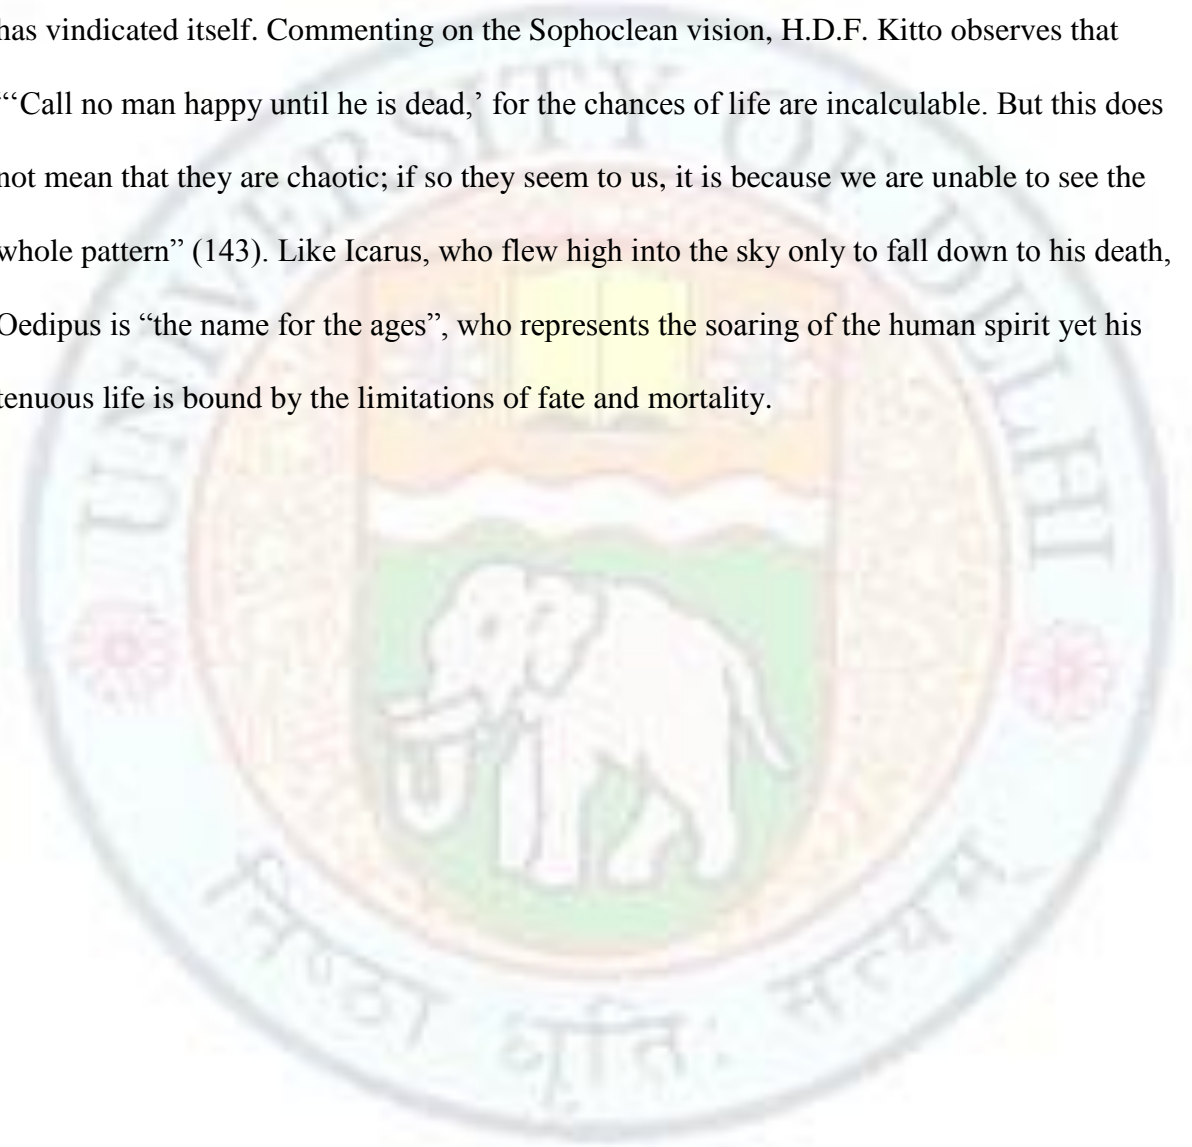 has vindicated itself. Commenting on the Sophoclean vision, H.D.F. Kitto observes that
“‘Call no man happy until he is dead,’ for the chances of life are incalculable. But this does
not mean that they are chaotic; if so they seem to us, it is because we are unable to see the
whole pattern” (143). Like Icarus, who flew high into the sky only to fall down to his death,
Oedipus is “the name for the ages”, who represents the soaring of the human spirit yet his
tenuous life is bound by the limitations of fate and mortality.
UNIVERSITY OF DELHI
निष्ठा धृतिः सत्यम्